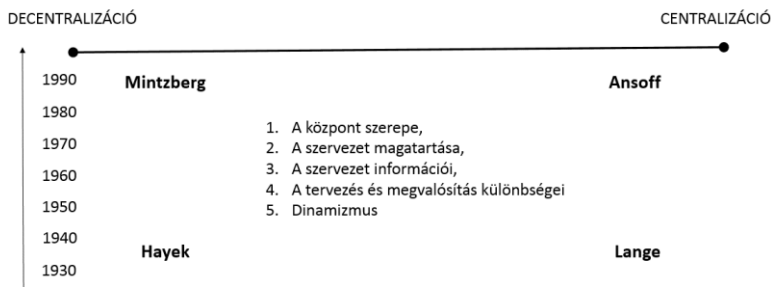 DECENTRALIZÁCIÓ CENTRALIZÁCIÓ
1990 Mintzberg Ansoff
1980
1. A központ szerepe,
1970
2. A szervezet magatartása,
3. A szervezet információi,
1960
4. A tervezés és megvalósítás különbségei
1950
5. Dinamizmus
1940
Hayek Lange
1930